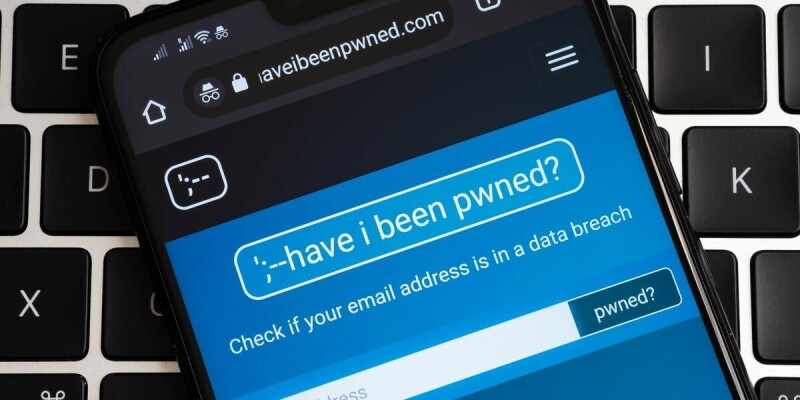 aveibeenpwned.com
';--
';--have i been pwned?
Check if your email address is in a data breach
pwned?
E
I
D
K
X
⌘